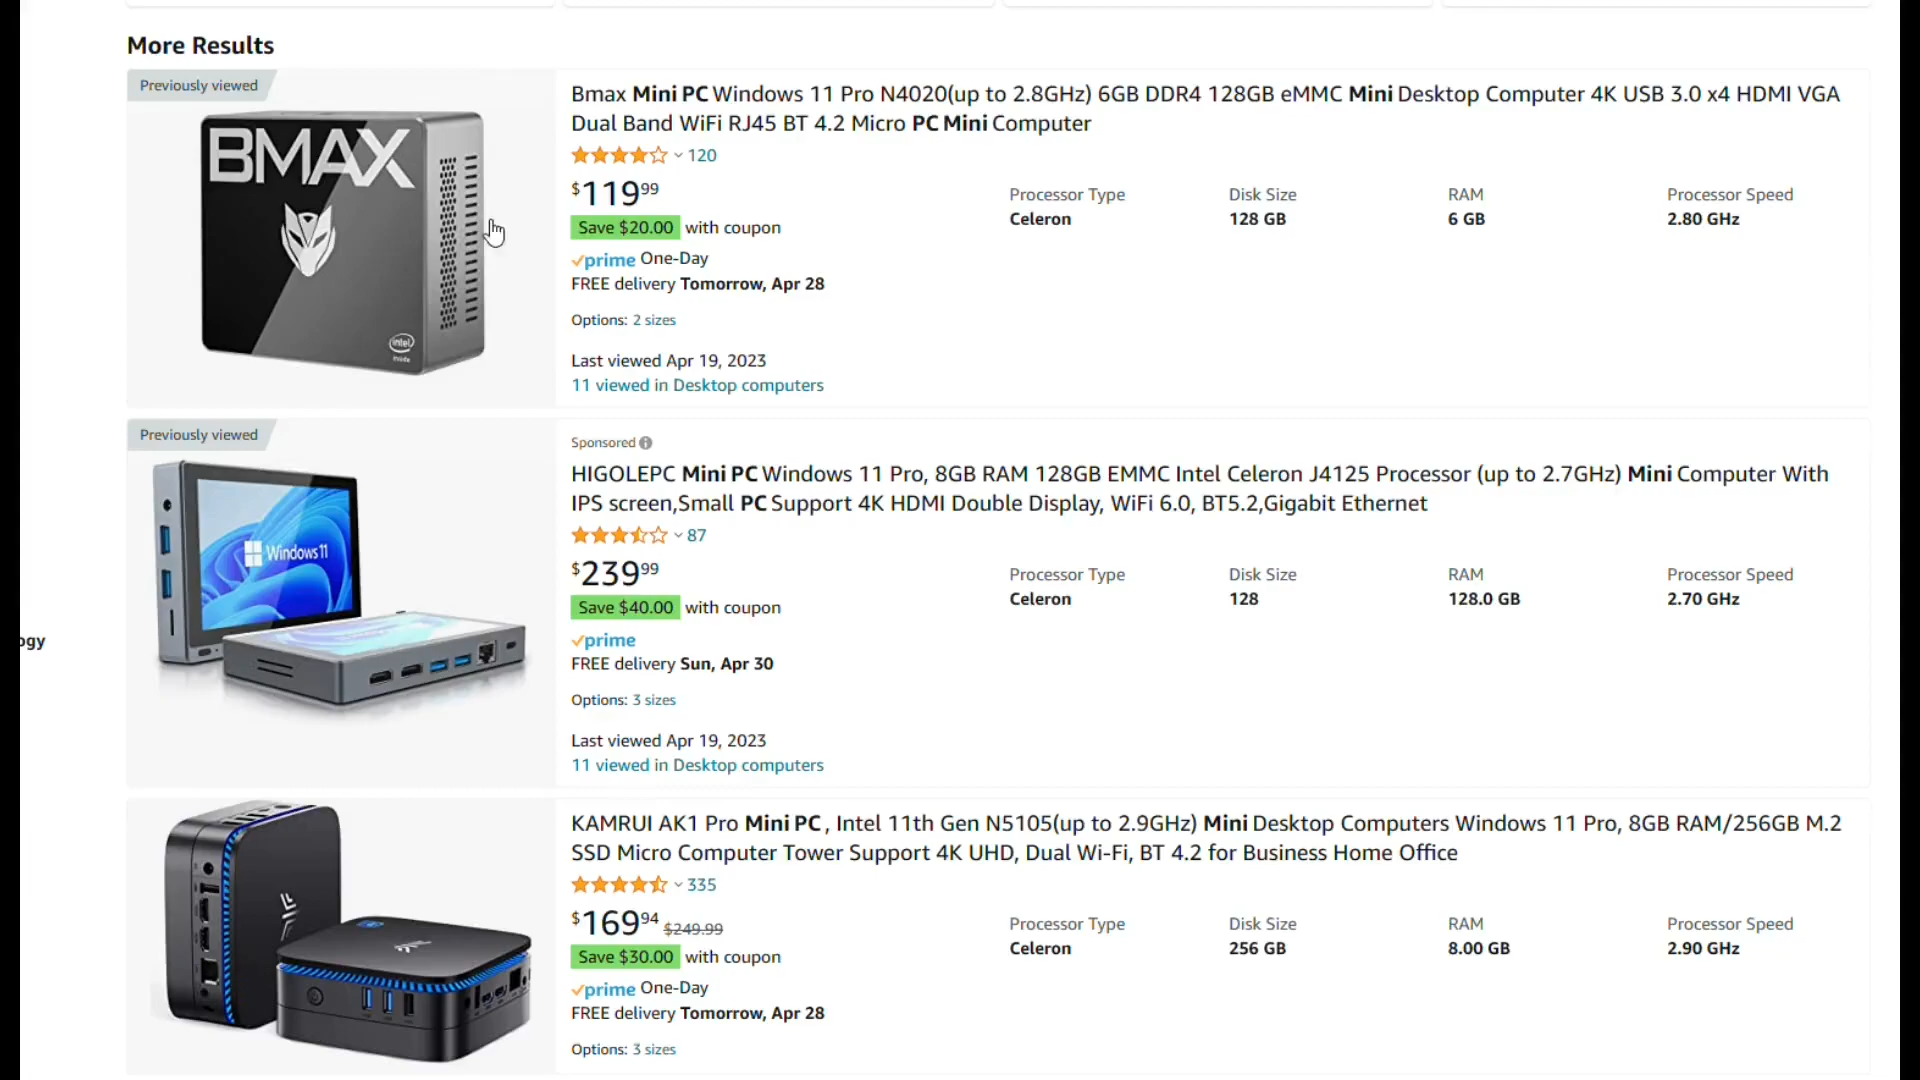 More Results
Previously viewed
BMAX
intel
inside
Bmax Mini PC Windows 11 Pro N4020(up to 2.8GHz) 6GB DDR4 128GB eMMC Mini Desktop Computer 4K USB 3.0 x4 HDMI VGA
Dual Band WiFi RJ45 BT 4.2 Micro PC Mini Computer
120
$119.99
Save $20.00 with coupon
prime One-Day
FREE delivery Tomorrow, Apr 28
Options: 2 sizes
Last viewed Apr 19, 2023
11 viewed in Desktop computers
Processor Type Disk Size RAM Processor Speed
Celeron 128 GB 6 GB 2.80 GHz
Previously viewed
Windows 11
Sponsored
HIGOLEPC Mini PC Windows 11 Pro, 8GB RAM 128GB EMMC Intel Celeron J4125 Processor (up to 2.7GHz) Mini Computer With
IPS screen,Small PC Support 4K HDMI Double Display, WiFi 6.0, BT5.2,Gigabit Ethernet
87
$239.99
Save $40.00 with coupon
prime
FREE delivery Sun, Apr 30
Options: 3 sizes
Last viewed Apr 19, 2023
11 viewed in Desktop computers
Processor Type Disk Size RAM Processor Speed
Celeron 128 128.0 GB 2.70 GHz
ogy
KAMRUI AK1 Pro Mini PC , Intel 11th Gen N5105(up to 2.9GHz) Mini Desktop Computers Windows 11 Pro, 8GB RAM/256GB M.2
SSD Micro Computer Tower Support 4K UHD, Dual Wi-Fi, BT 4.2 for Business Home Office
335
$169.94 $249.99
Save $30.00 with coupon
prime One-Day
FREE delivery Tomorrow, Apr 28
Options: 3 sizes
Processor Type Disk Size RAM Processor Speed
Celeron 256 GB 8.00 GB 2.90 GHz